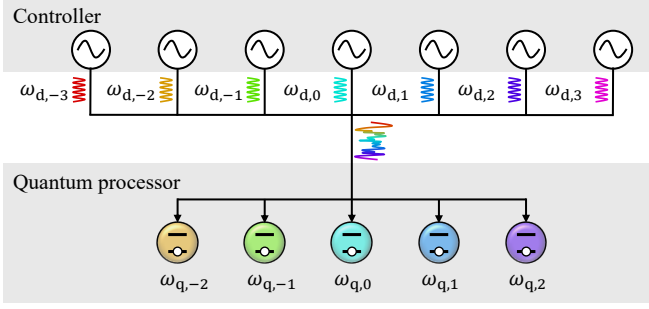 Controller
ω_d,−3 ω_d,−2 ω_d,−1 ω_d,0 ω_d,1 ω_d,2 ω_d,3
Quantum processor
ω_q,−2 ω_q,−1 ω_q,0 ω_q,1 ω_q,2